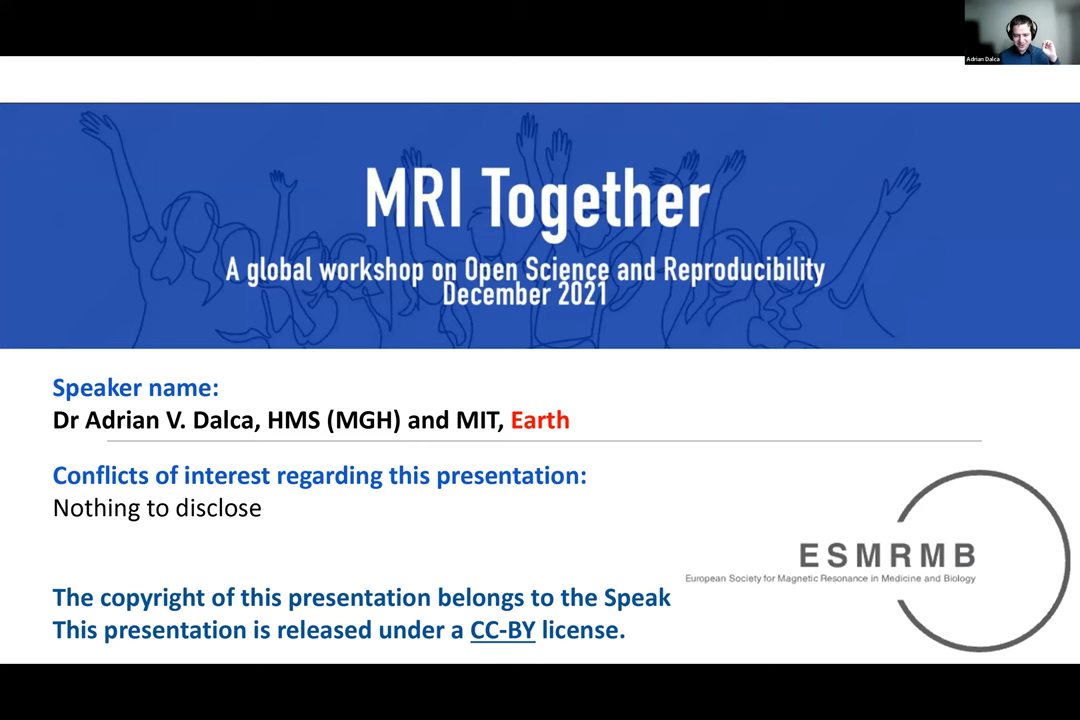 Adrian Dalca
MRI Together
A global workshop on Open Science and Reproducibility
December 2021
Speaker name:
Dr Adrian V. Dalca, HMS (MGH) and MIT, Earth
Conflicts of interest regarding this presentation:
Nothing to disclose
ESMRMB
European Society for Magnetic Resonance in Medicine and Biology
The copyright of this presentation belongs to the Speak
This presentation is released under a CC-BY license.